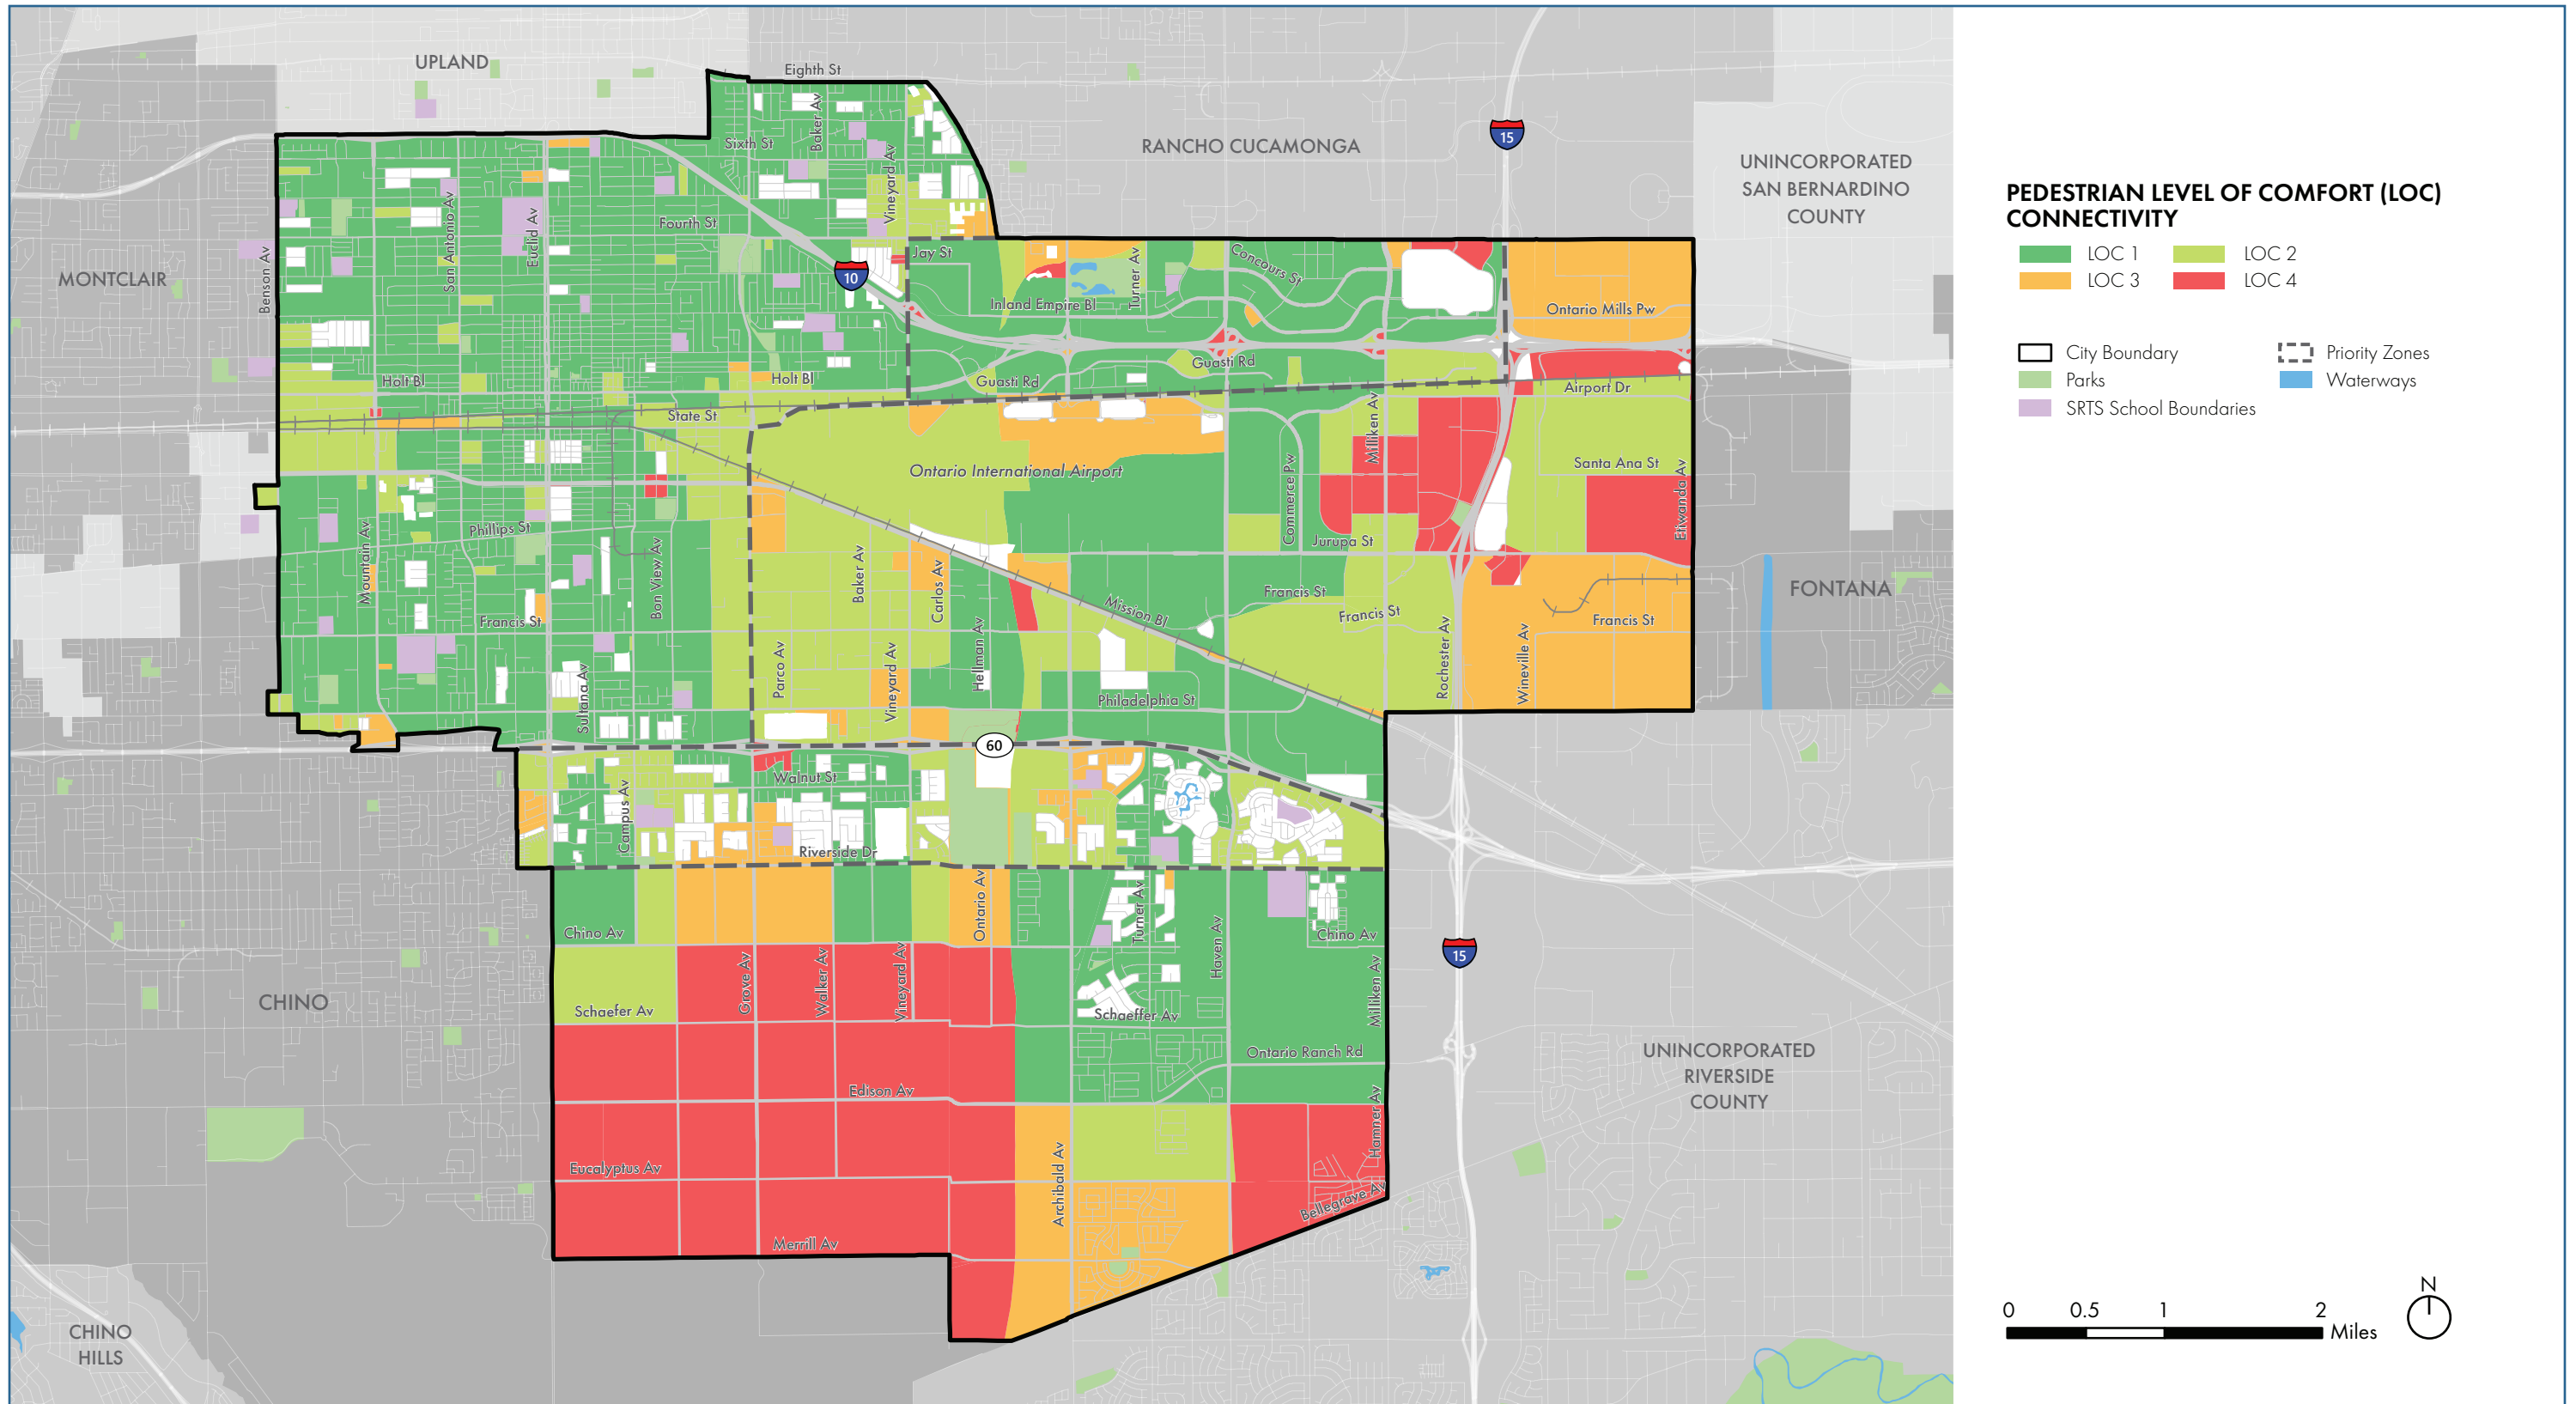 UPLAND
Eighth St
Baker Av
Sixth St
Vineyard Av
RANCHO CUCAMONGA
15
UNINCORPORATED
SAN BERNARDINO
COUNTY
San Antonio Av
Euclid Av
Fourth St
MONTCLAIR
Benson Av
10
Jay St
Turner Av
Concours St
Inland Empire Bl
Ontario Mills Pw
Guasti Rd
Guasti Rd
Holt Bl
Holt Bl
Airport Dr
State St
Milliken Av
Ontario International Airport
Commerce Pw
Santa Ana St
Etiwanda Av
Phillips St
Mountain Av
Bon View Av
Baker Av
Carlos Av
Jurupa St
Mission Bl
Francis St
Francis St
Francis St
Francis St
FONTANA
Sultana Av
Parco Av
Vineyard Av
Hellman Av
Philadelphia St
Rochester Av
Wineville Av
60
Walnut St
Campus Av
Riverside Dr
Chino Av
Ontario Av
Turner Av
Haven Av
Chino Av
15
CHINO
Schaefer Av
Grove Av
Walker Av
Vineyard Av
Schaeffer Av
Milliken Av
Ontario Ranch Rd
UNINCORPORATED
RIVERSIDE
COUNTY
Edison Av
Hamner Av
Eucalyptus Av
Archibald Av
Bellegrave Av
Merrill Av
CHINO
HILLS
PEDESTRIAN LEVEL OF COMFORT (LOC)
CONNECTIVITY
LOC 1 LOC 2
LOC 3 LOC 4
City Boundary Priority Zones
Parks Waterways
SRTS School Boundaries
N
0 0.5 1 2
Miles